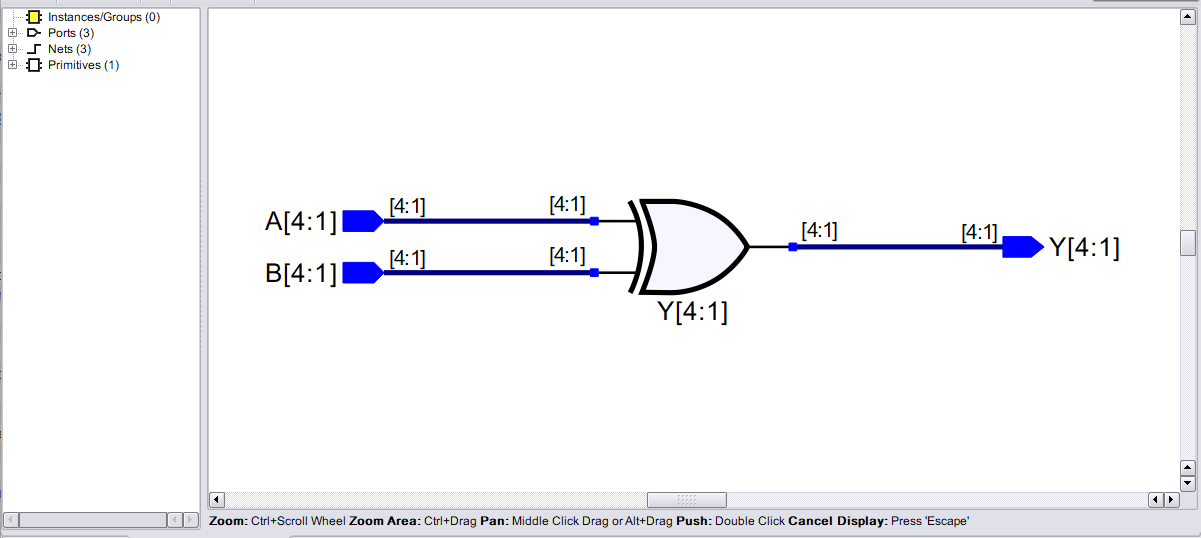 Instances/Groups (0)
Ports (3)
Nets (3)
Primitives (1)
[4:1]
[4:1]
A[4:1]
[4:1]
[4:1]
Y[4:1]
[4:1]
[4:1]
B[4:1]
Y[4:1]
Zoom: Ctrl+Scroll Wheel Zoom Area: Ctrl+Drag Pan: Middle Click Drag or Alt+Drag Push: Double Click Cancel Display: Press 'Escape'